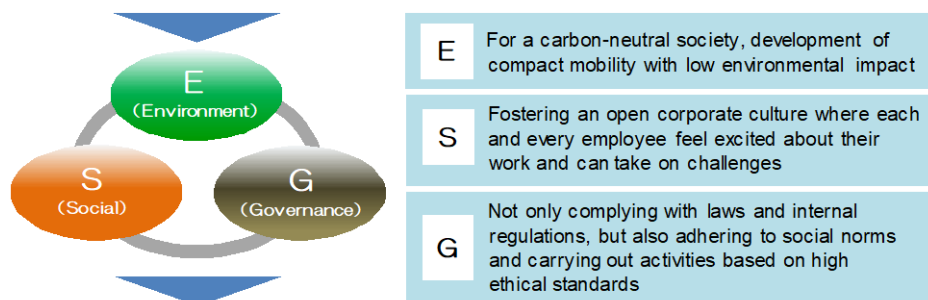 E
(Environment)
S
(Social)
G
(Governance)
E
For a carbon-neutral society, development of
compact mobility with low environmental impact
S
Fostering an open corporate culture where each
and every employee feel excited about their
work and can take on challenges
G
Not only complying with laws and internal
regulations, but also adhering to social norms
and carrying out activities based on high
ethical standards